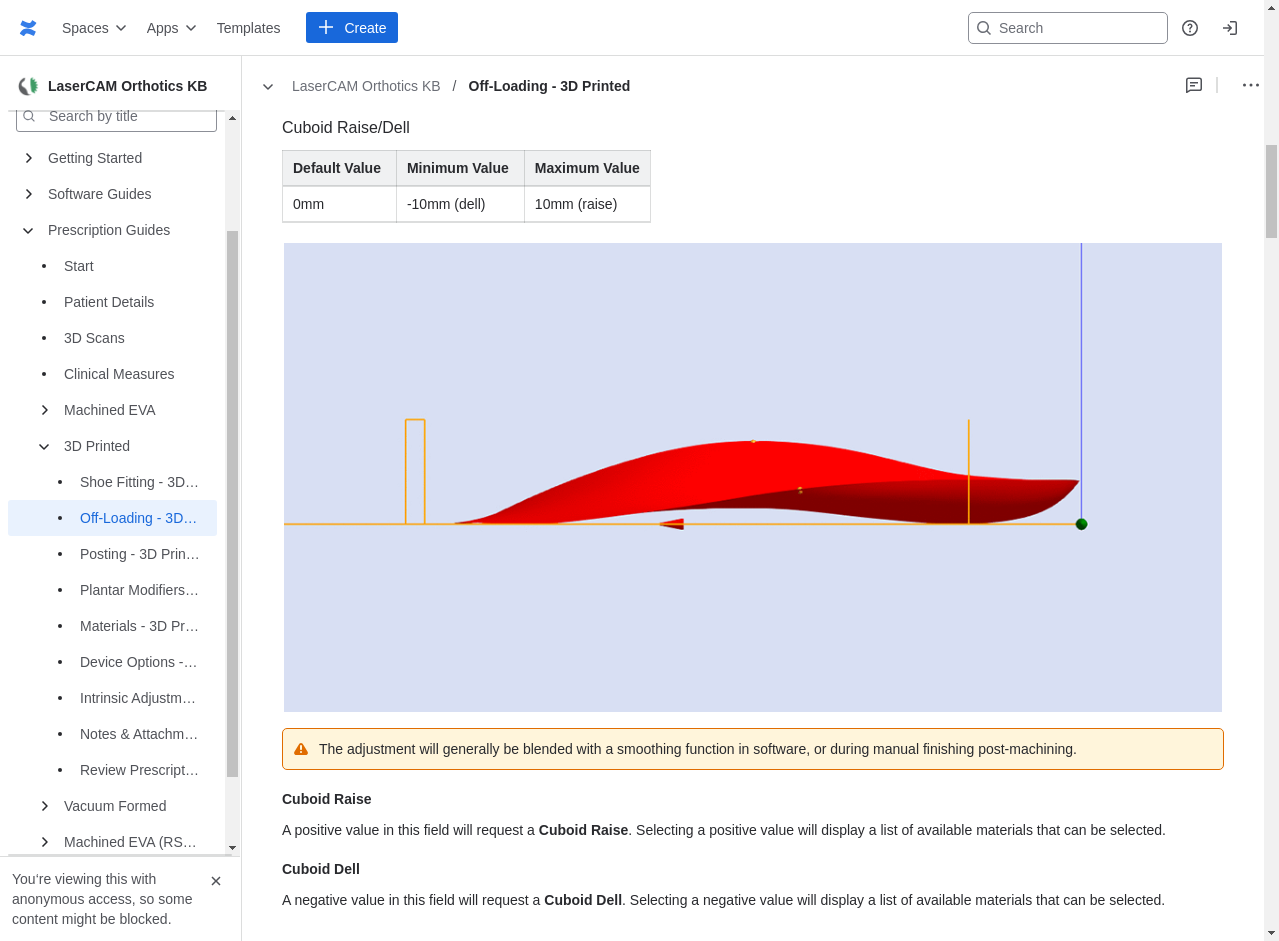 Spaces
Apps
Templates
Create
Search
LaserCAM Orthotics KB
Search by title
Getting Started
Software Guides
Prescription Guides
Start
Patient Details
3D Scans
Clinical Measures
Machined EVA
3D Printed
Shoe Fitting - 3D...
Off-Loading - 3D...
Posting - 3D Prin...
Plantar Modifiers...
Materials - 3D Pr...
Device Options -...
Intrinsic Adjustm...
Notes & Attachm...
Review Prescript...
Vacuum Formed
Machined EVA (RS...
You're viewing this with
anonymous access, so some
content might be blocked.
LaserCAM Orthotics KB / Off-Loading - 3D Printed
Cuboid Raise/Dell
Default Value Minimum Value Maximum Value
0mm -10mm (dell) 10mm (raise)
The adjustment will generally be blended with a smoothing function in software, or during manual finishing post-machining.
Cuboid Raise
A positive value in this field will request a Cuboid Raise. Selecting a positive value will display a list of available materials that can be selected.
Cuboid Dell
A negative value in this field will request a Cuboid Dell. Selecting a negative value will display a list of available materials that can be selected.